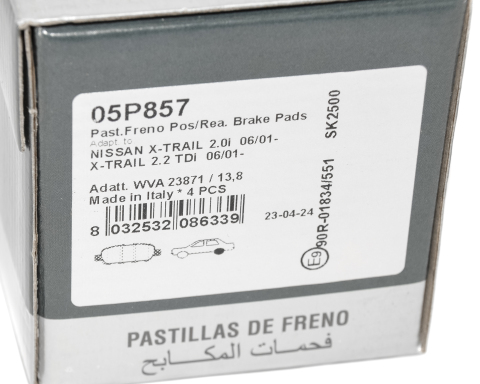 05P857
Past.Freno Pos/Rea. Brake Pads
Adapt. to
NISSAN X-TRAIL 2.0i 06/01-
X-TRAIL 2.2 TDi 06/01-
Adatt. WVA 23871 / 13,8
Made in Italy * 4 PCS
8 032532 086339
23-04-24
E9 90R-01834/551 SK2500
PASTILLAS DE FRENO
فحمات المكابح